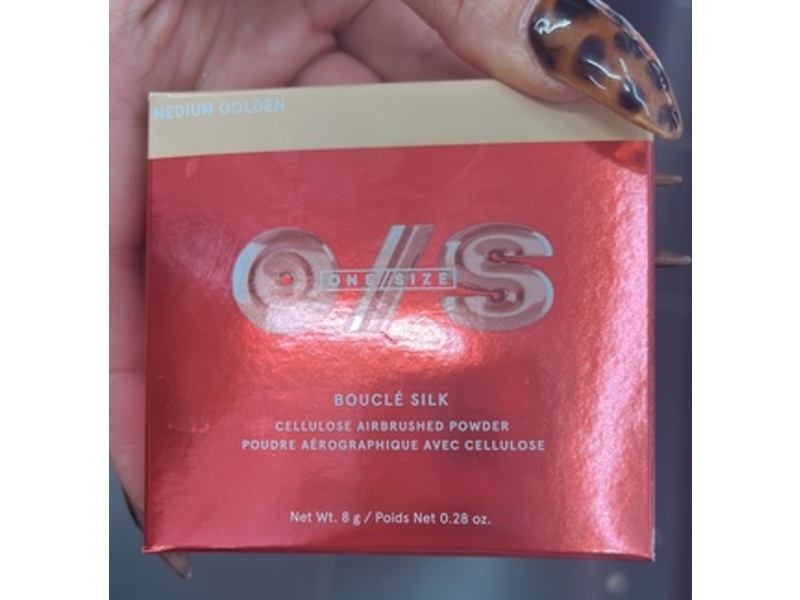 MEDIUM GOLDEN
O/S
ONE/SIZE
BOUCLÉ SILK
CELLULOSE AIRBRUSHED POWDER
POUDRE AÉROGRAPHIQUE AVEC CELLULOSE
Net Wt. 8 g / Poids Net 0.28 oz.